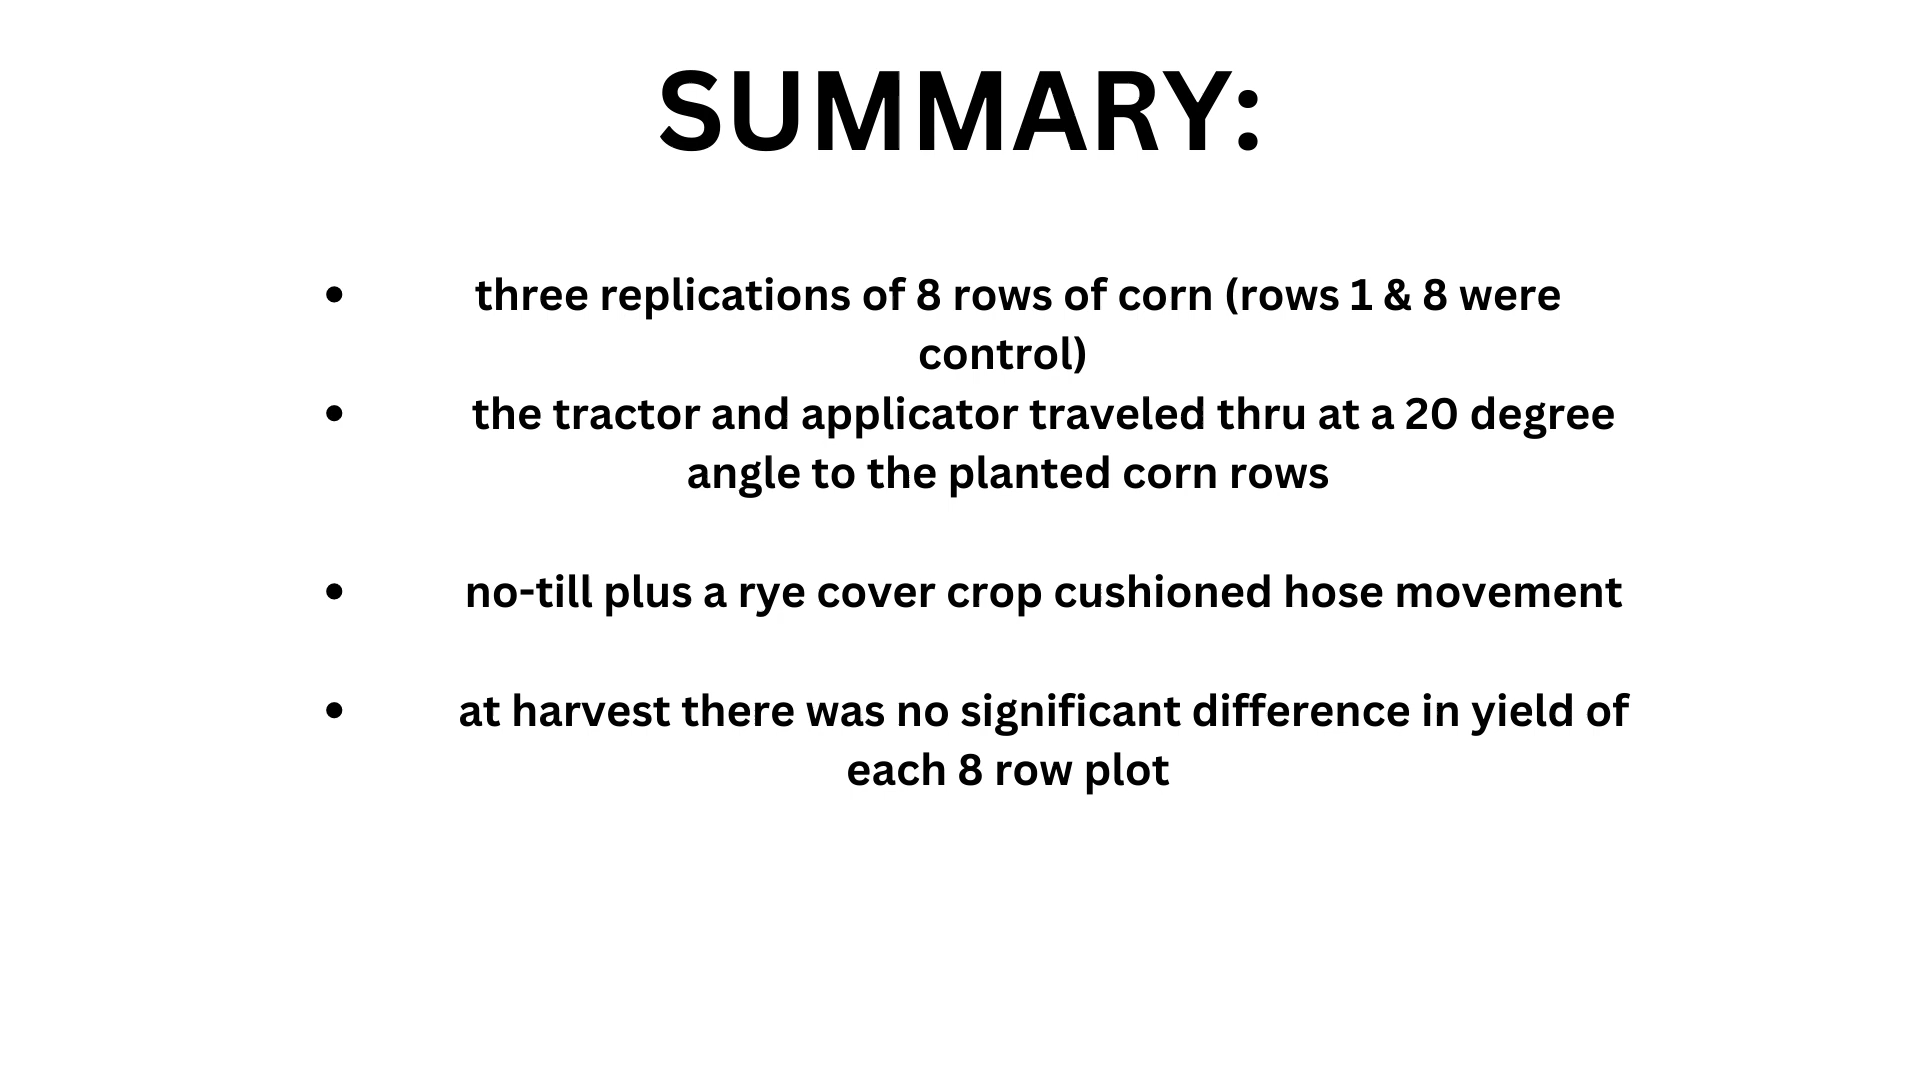 SUMMARY:
• three replications of 8 rows of corn (rows 1 & 8 were
control)
• the tractor and applicator traveled thru at a 20 degree
angle to the planted corn rows
• no-till plus a rye cover crop cushioned hose movement
• at harvest there was no significant difference in yield of
each 8 row plot